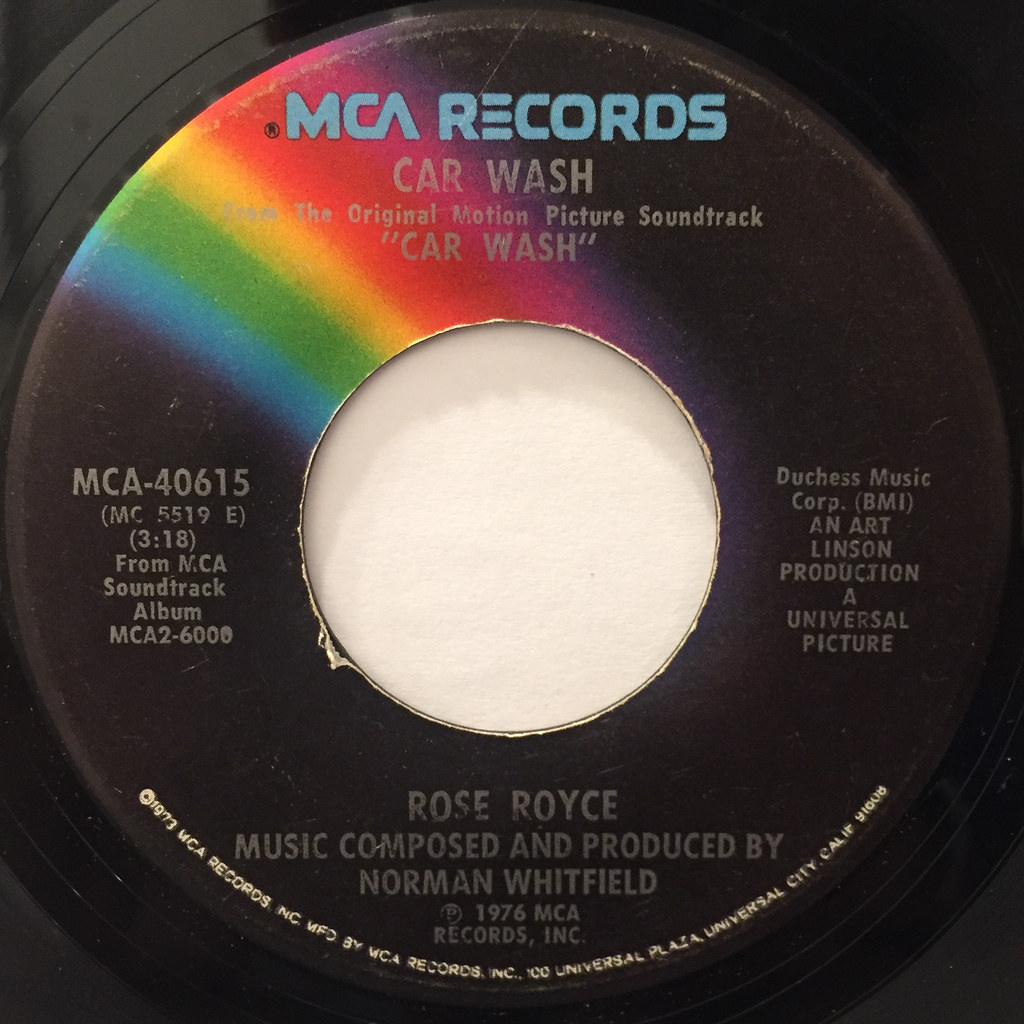 ® MCA RECORDS
CAR WASH
From The Original Motion Picture Soundtrack
"CAR WASH"
MCA-40615
(MC 5519 E)
(3:18)
From MCA
Soundtrack
Album
MCA2-6000
Duchess Music
Corp. (BMI)
AN ART
LINSON
PRODUCTION
A
UNIVERSAL
PICTURE
ROSE ROYCE
MUSIC COMPOSED AND PRODUCED BY
NORMAN WHITFIELD
℗ 1976 MCA
RECORDS, INC.
©1973 MCA RECORDS, INC. MFD. BY MCA RECORDS, INC., 100 UNIVERSAL PLAZA, UNIVERSAL CITY, CALIF. 91608